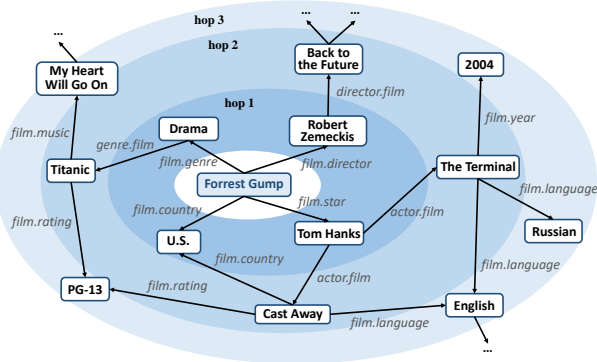 ...
hop 3
...
...
hop 2
My Heart
Will Go On
Back to
the Future
2004
hop 1
director.film
film.music
Drama
Robert
Zemeckis
film.year
genre.film
film.genre
film.director
Titanic
Forrest Gump
The Terminal
film.language
film.rating
film.country
film.star
actor.film
U.S.
Tom Hanks
Russian
film.country
film.language
PG-13
film.rating
actor.film
Cast Away
English
film.language
...